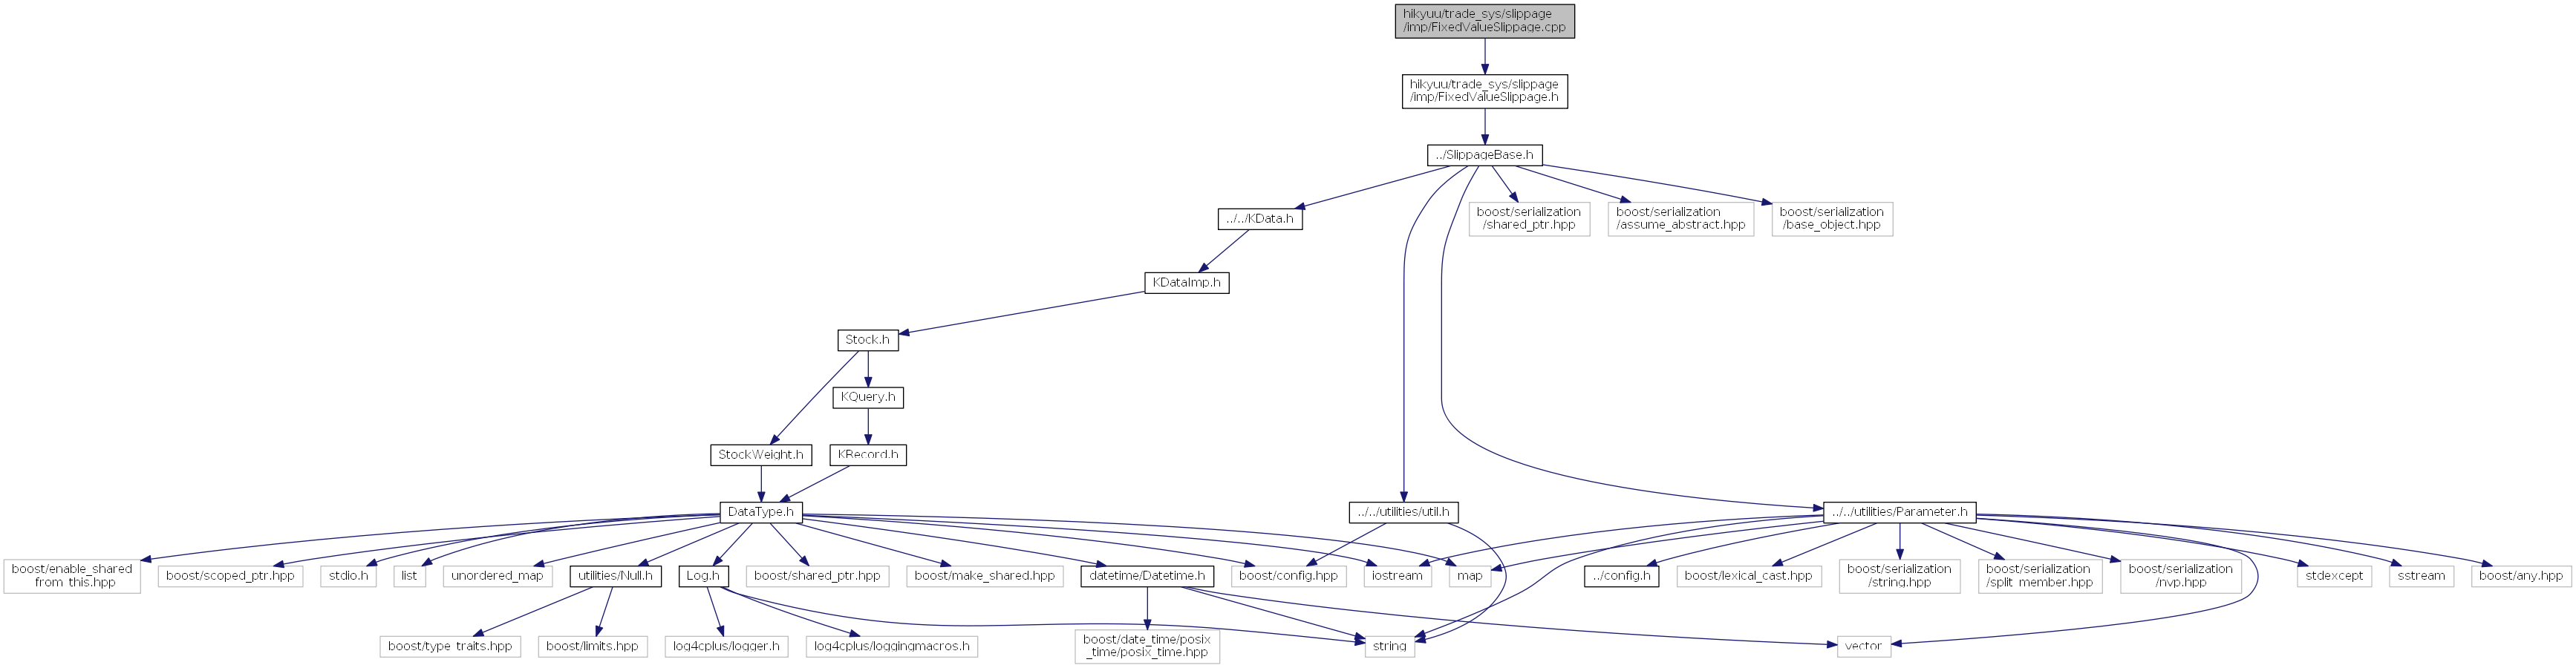 hikyuu/trade_sys/slippage
/imp/FixedValueSlippage.cpp
hikyuu/trade_sys/slippage
/imp/FixedValueSlippage.h
../SlippageBase.h
../../KData.h
boost/serialization
/shared_ptr.hpp
boost/serialization
/assume_abstract.hpp
boost/serialization
/base_object.hpp
KDataImp.h
Stock.h
KQuery.h
StockWeight.h
KRecord.h
DataType.h
../../utilities/util.h
../../utilities/Parameter.h
boost/enable_shared
_from_this.hpp
boost/scoped_ptr.hpp
stdio.h
list
unordered_map
utilities/Null.h
Log.h
boost/shared_ptr.hpp
boost/make_shared.hpp
datetime/Datetime.h
boost/config.hpp
iostream
map
../config.h
boost/lexical_cast.hpp
boost/serialization
/string.hpp
boost/serialization
/split_member.hpp
boost/serialization
/nvp.hpp
stdexcept
sstream
boost/any.hpp
boost/type_traits.hpp
boost/limits.hpp
log4cplus/logger.h
log4cplus/loggingmacros.h
boost/date_time/posix
_time/posix_time.hpp
string
vector